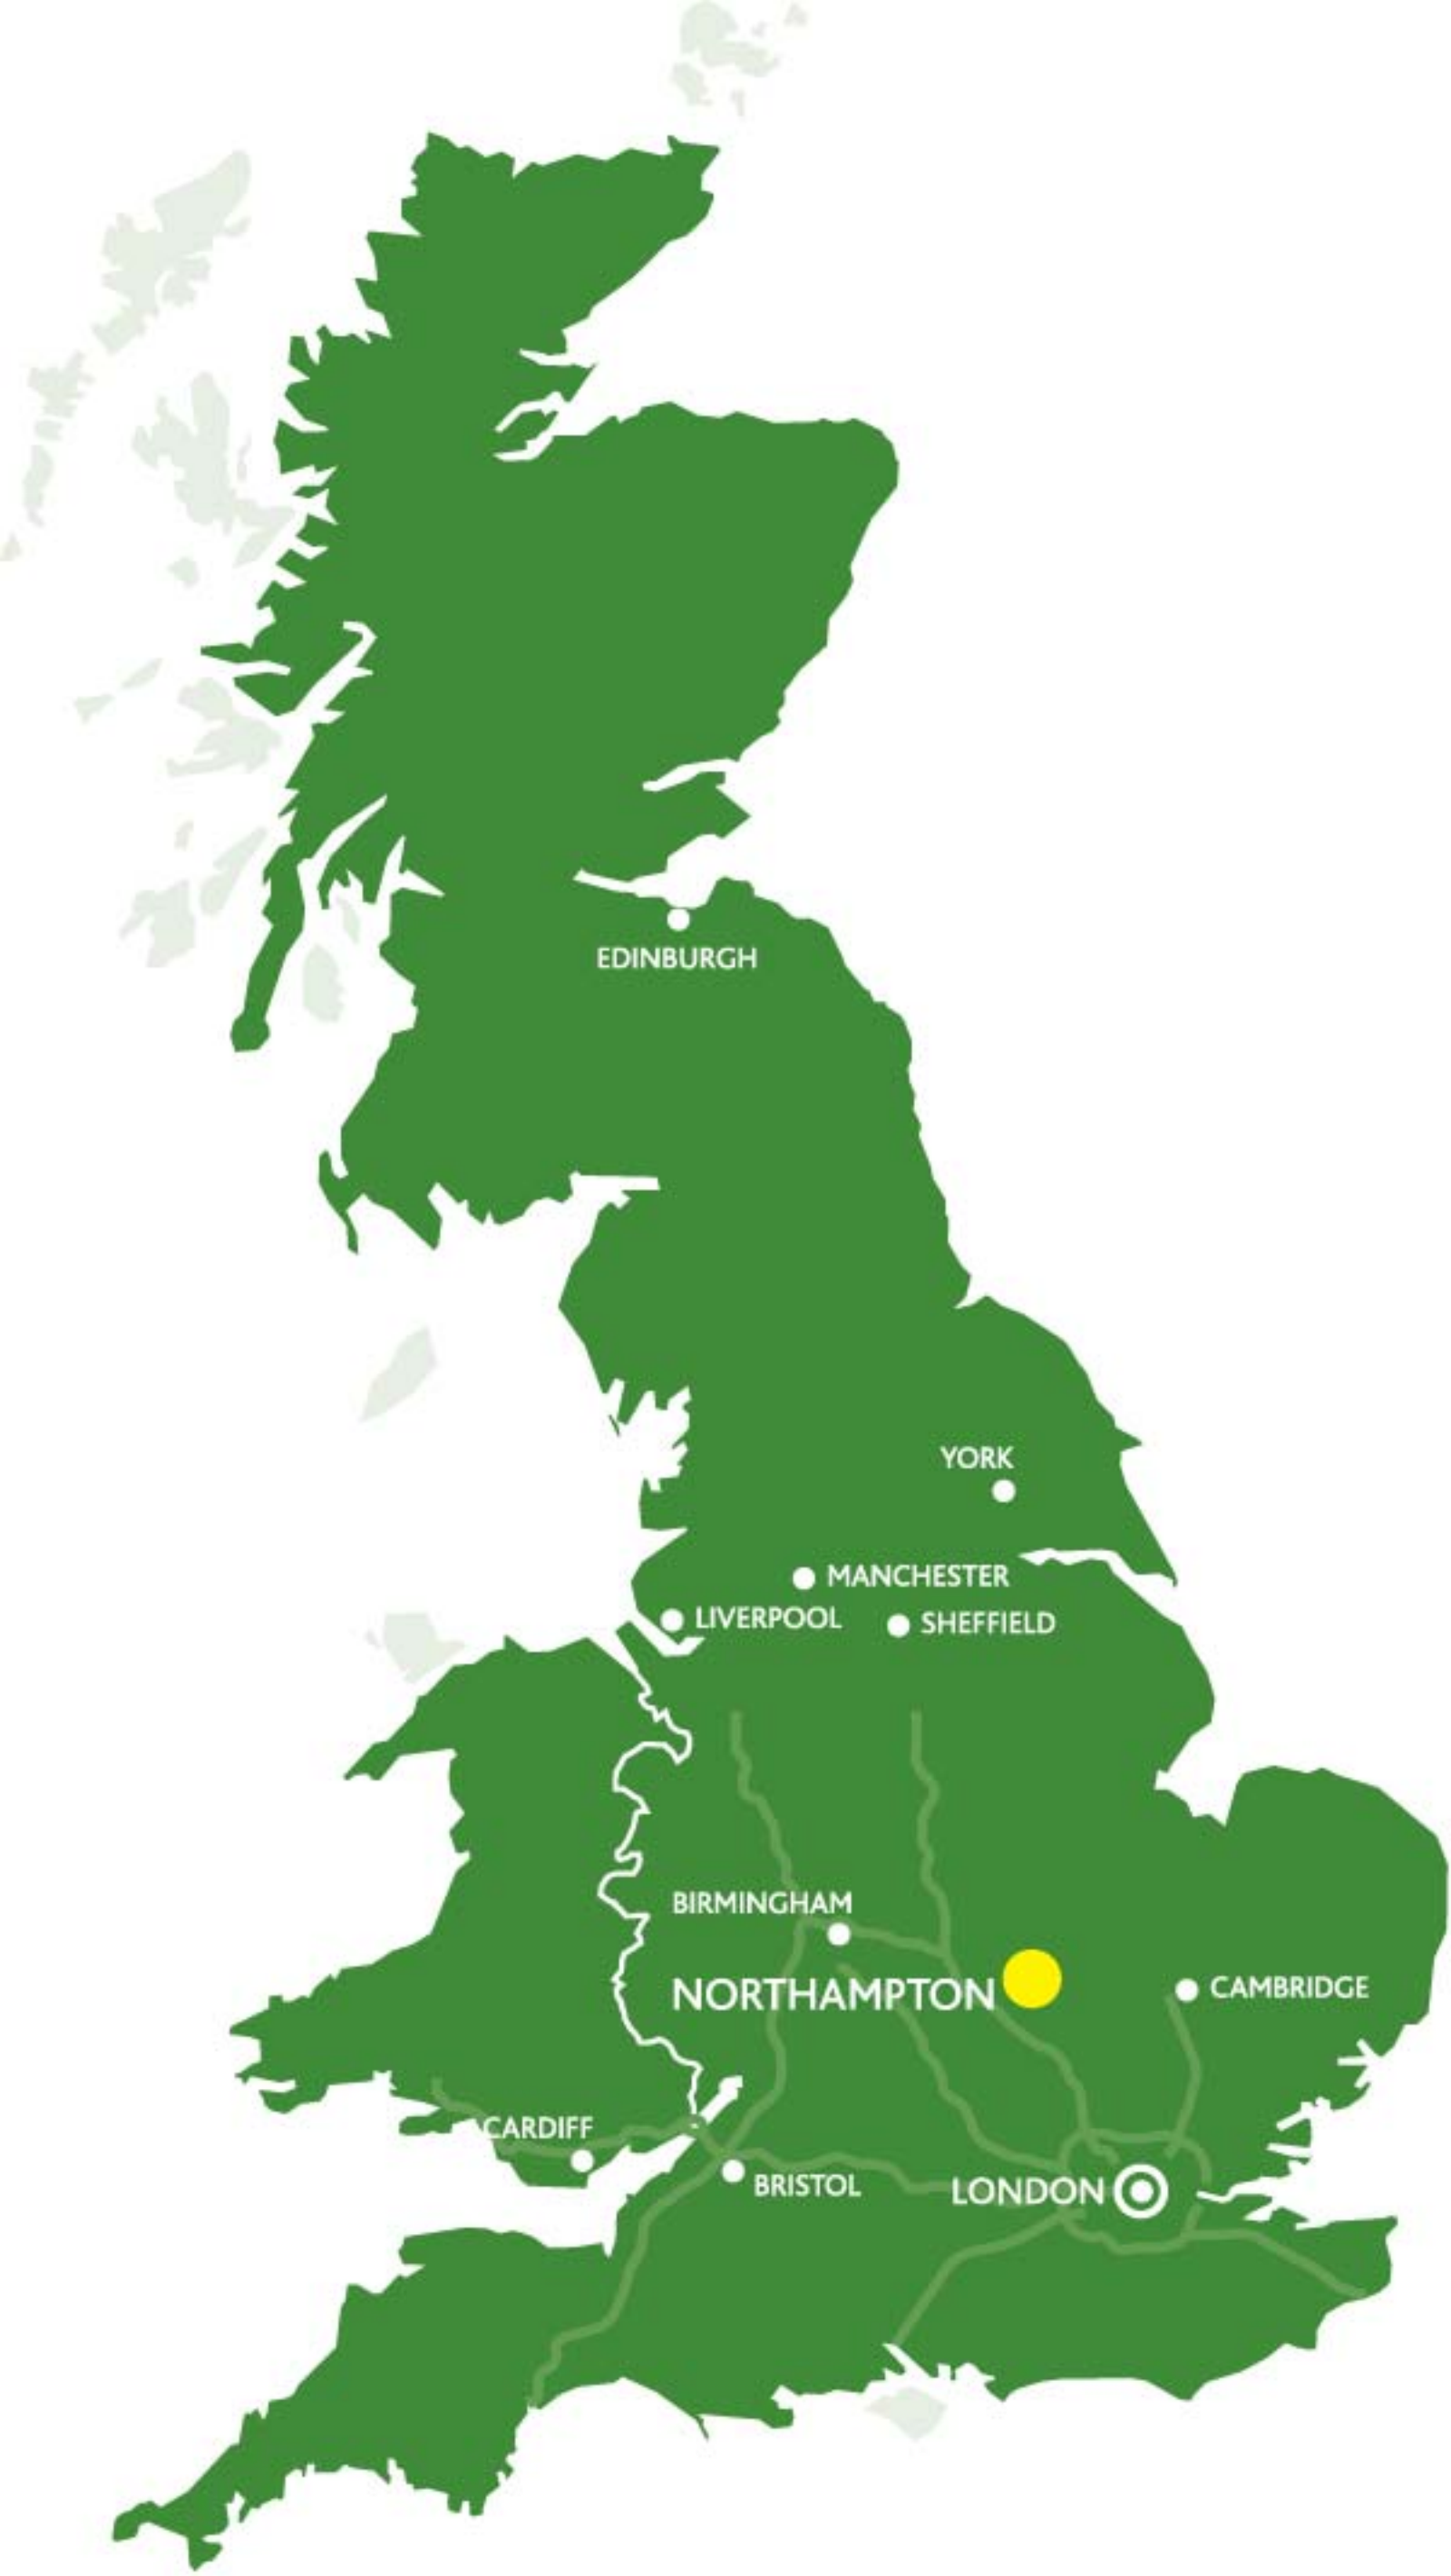 EDINBURGH
YORK
MANCHESTER
LIVERPOOL
SHEFFIELD
BIRMINGHAM
NORTHAMPTON
CAMBRIDGE
CARDIFF
BRISTOL
LONDON